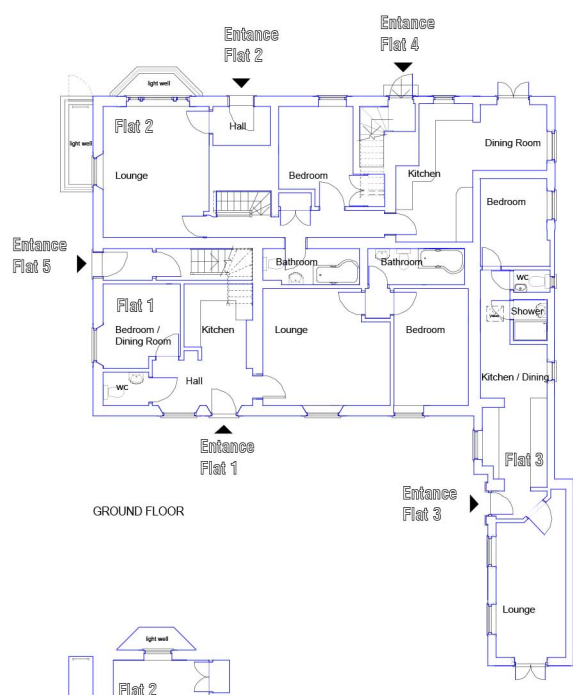 Entance
Flat 2
Entance
Flat 4
light well
Flat 2
Hall
light well
Dining Room
Lounge
Bedroom
Kitchen
Bedroom
Entance
Flat 5
Bathroom
Bathroom
WC
Flat 1
Shower
Bedroom /
Dining Room
Kitchen
Lounge
Bedroom
Kitchen / Dining
Hall
WC
Entance
Flat 1
Flat 3
Entance
Flat 3
GROUND FLOOR
Lounge
light well
Flat 2